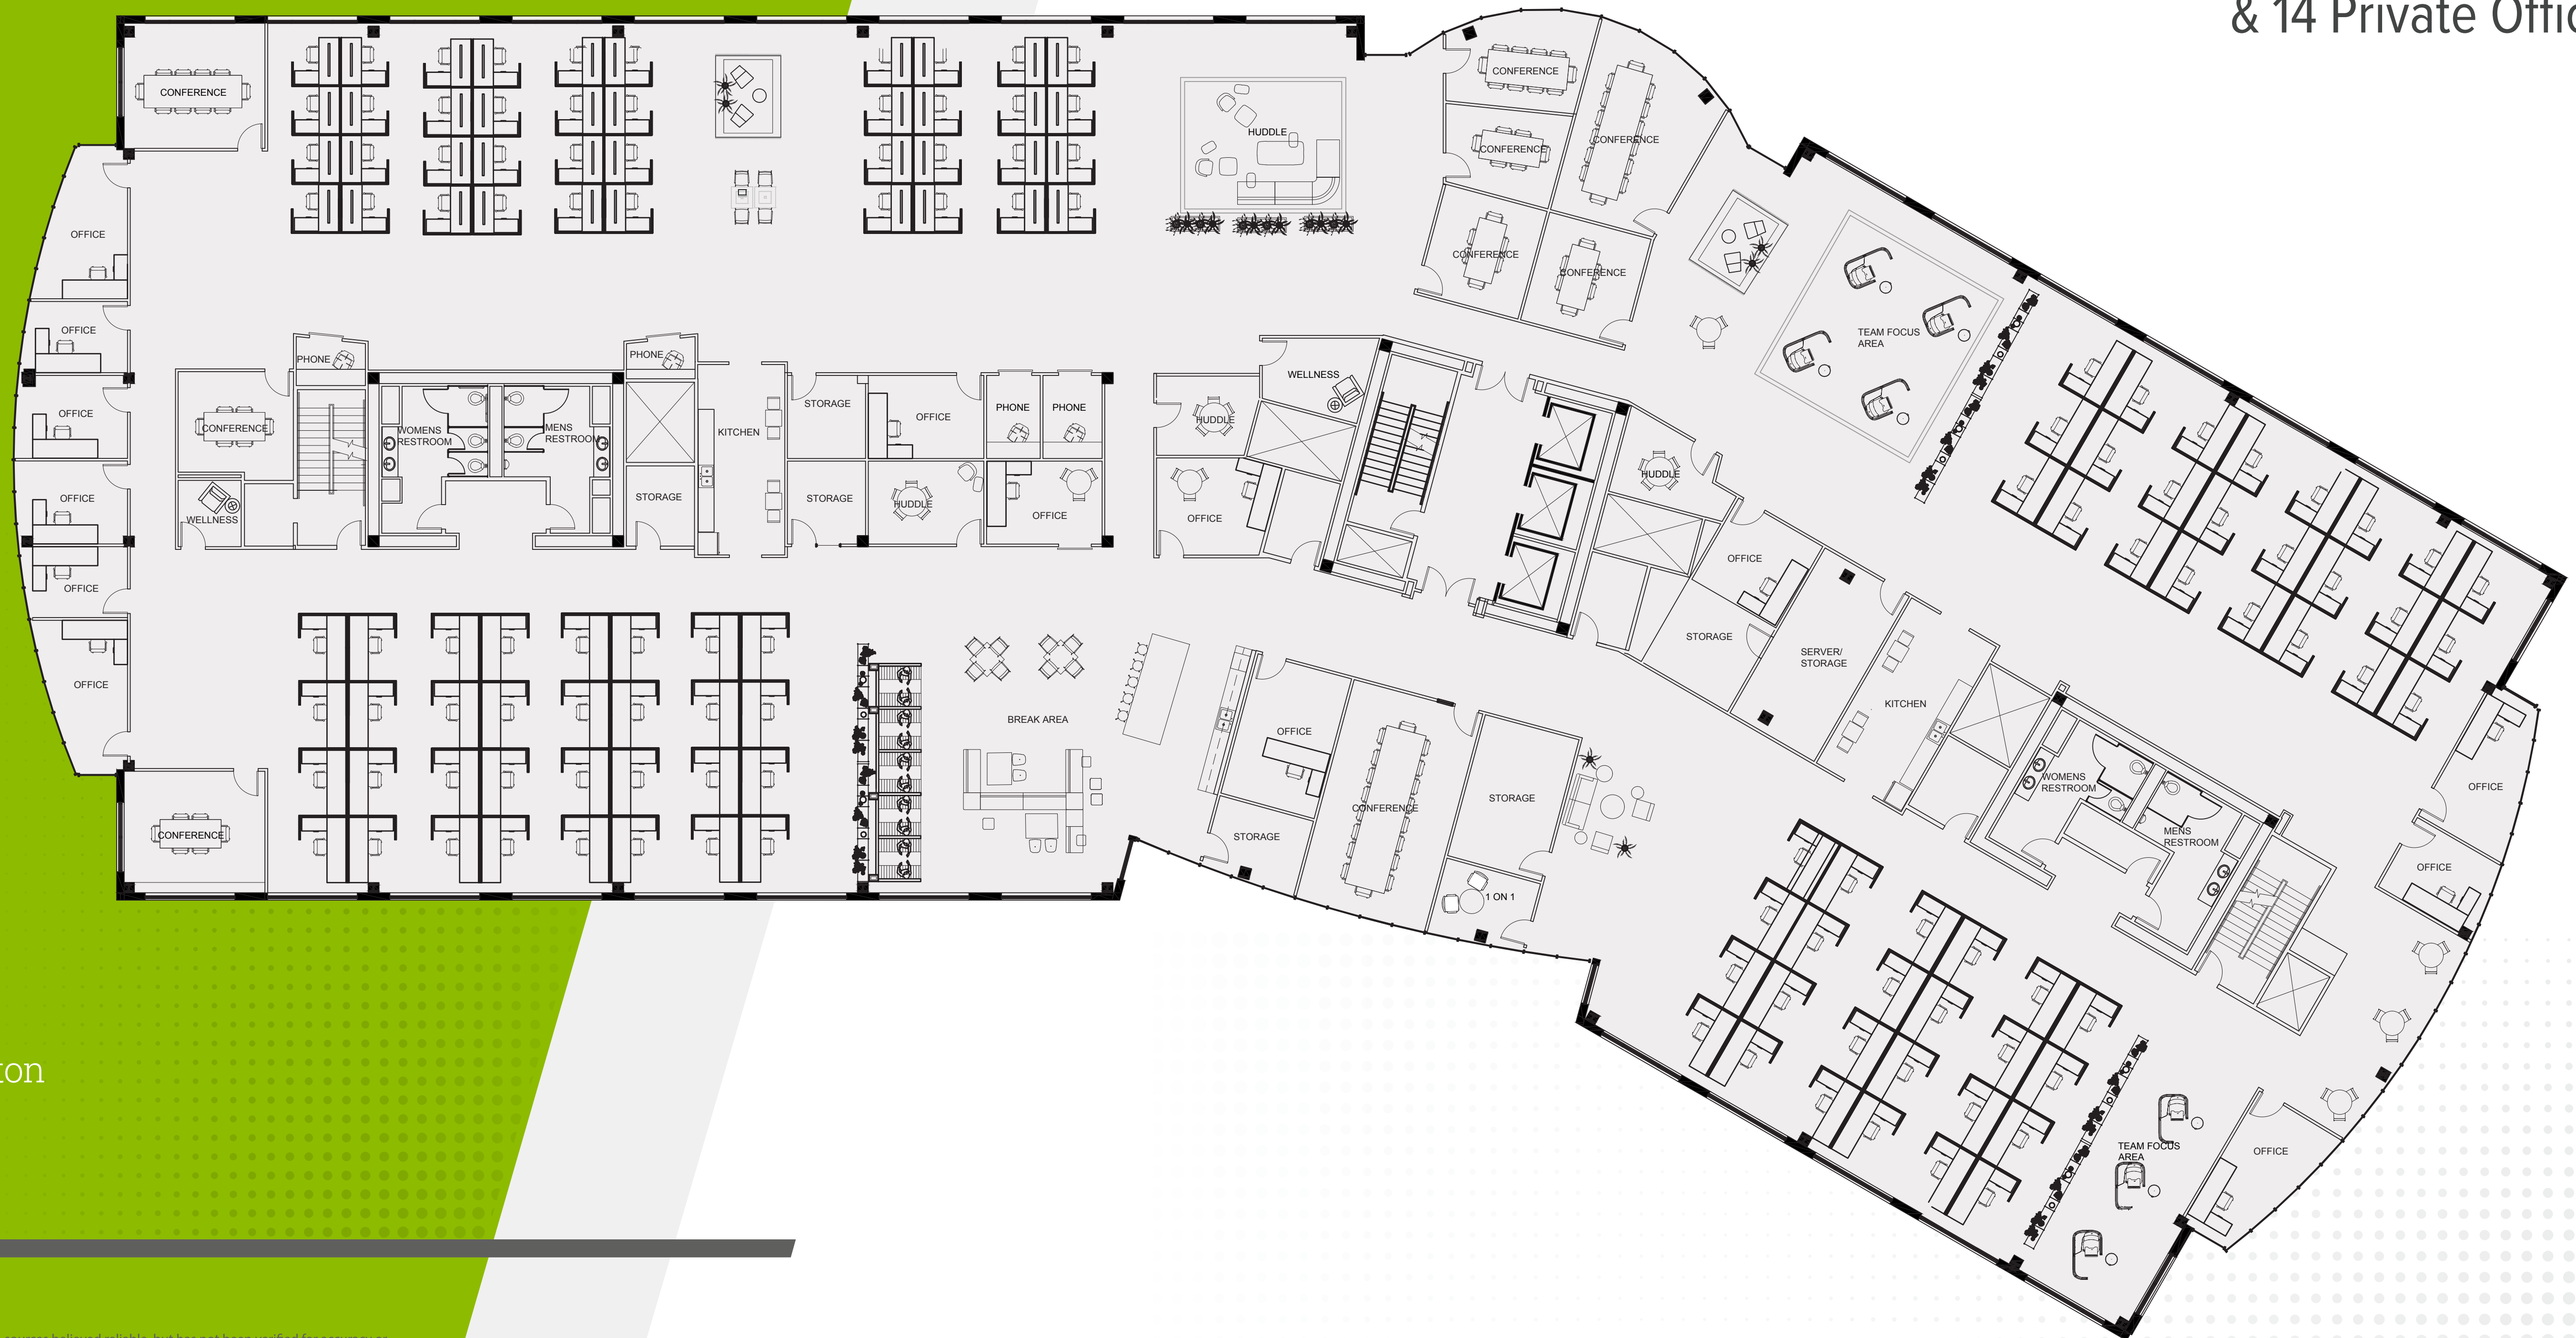 & 14 Private Offic
CONFERENCE
CONFERENCE
CONFERENCE
HUDDLE
CONFERENCE
CONFERENCE
CONFERENCE
OFFICE
OFFICE
TEAM FOCUS
AREA
PHONE
PHONE
WELLNESS
OFFICE
STORAGE
OFFICE
PHONE
PHONE
HUDDLE
CONFERENCE
WOMENS
RESTROOM
MENS
RESTROOM
KITCHEN
HUDDLE
OFFICE
WELLNESS
STORAGE
STORAGE
HUDDLE
OFFICE
OFFICE
OFFICE
OFFICE
STORAGE
SERVER/
STORAGE
OFFICE
BREAK AREA
KITCHEN
OFFICE
CONFERENCE
STORAGE
STORAGE
CONFERENCE
1 ON 1
WOMENS
RESTROOM
MENS
RESTROOM
OFFICE
OFFICE
ton
TEAM FOCUS
AREA
OFFICE